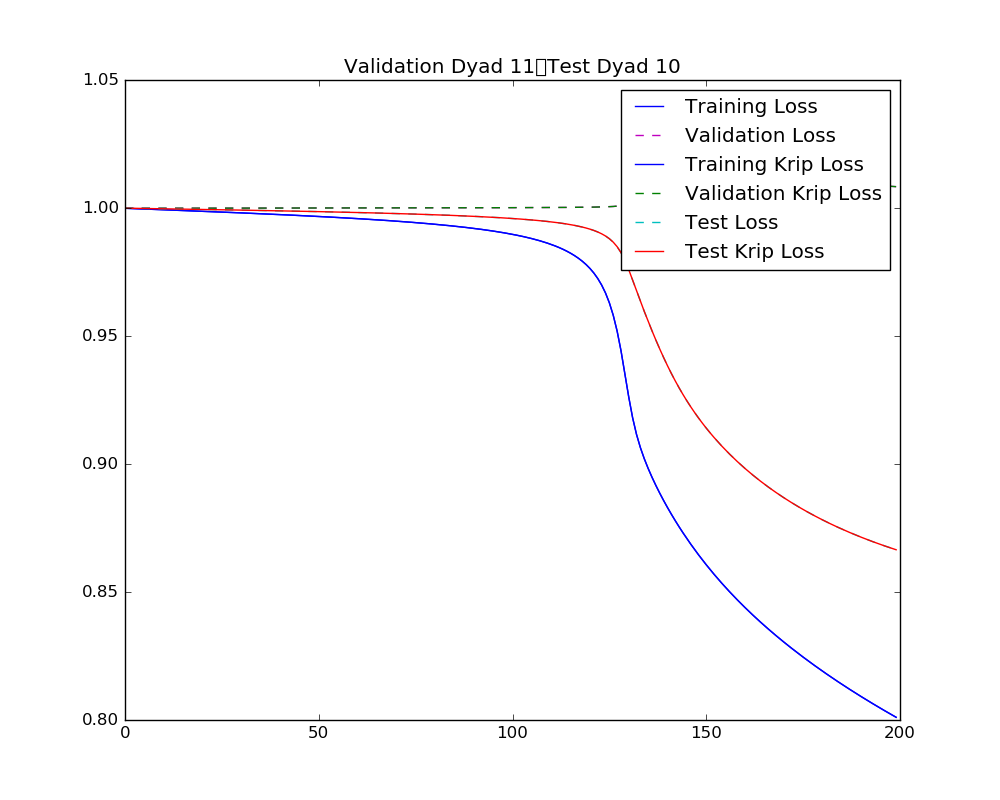 Validation Dyad 11▯Test Dyad 10
1.05
Training Loss
Validation Loss
Training Krip Loss
Validation Krip Loss
Test Loss
Test Krip Loss
1.00
0.95
0.90
0.85
0.80
0 50 100 150 200